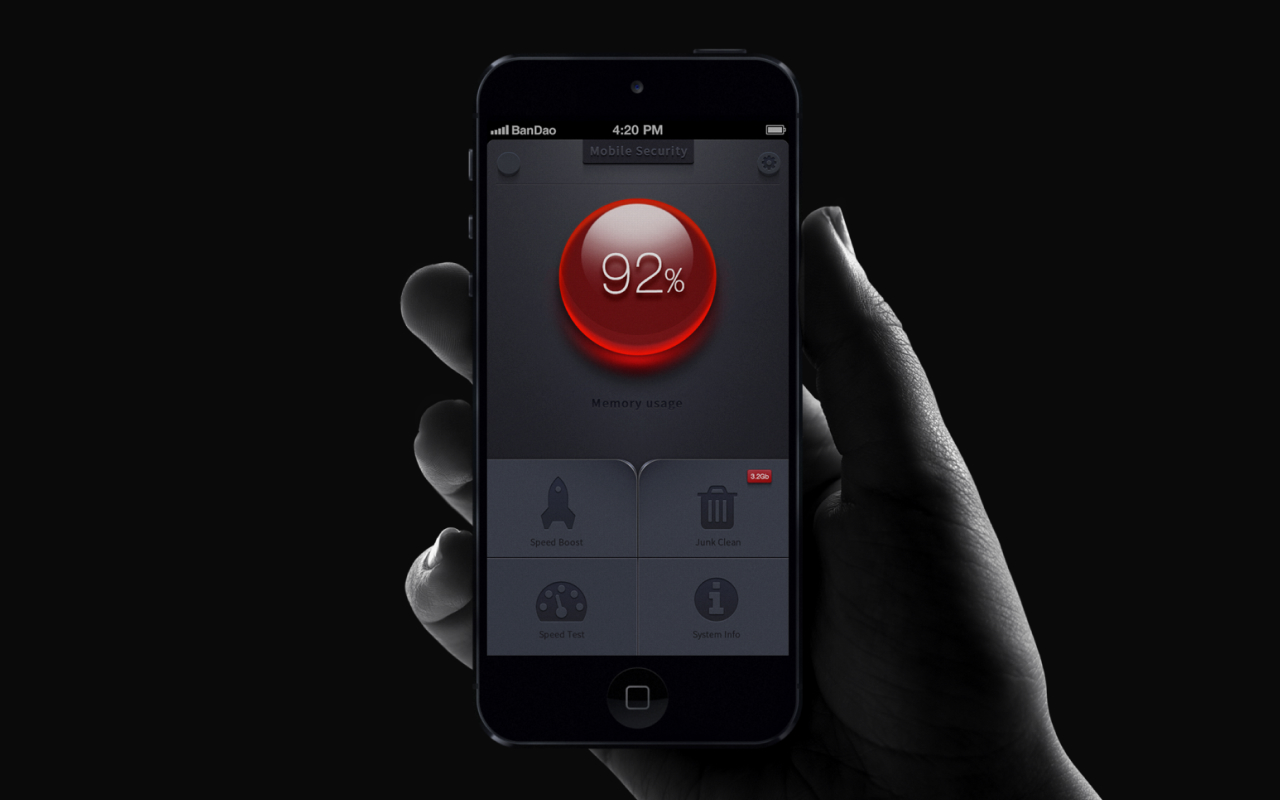 BanDao 4:20 PM
Mobile Security
92%
Memory usage
3.2Gb
Speed Boost Junk Clean
Speed Test System Info